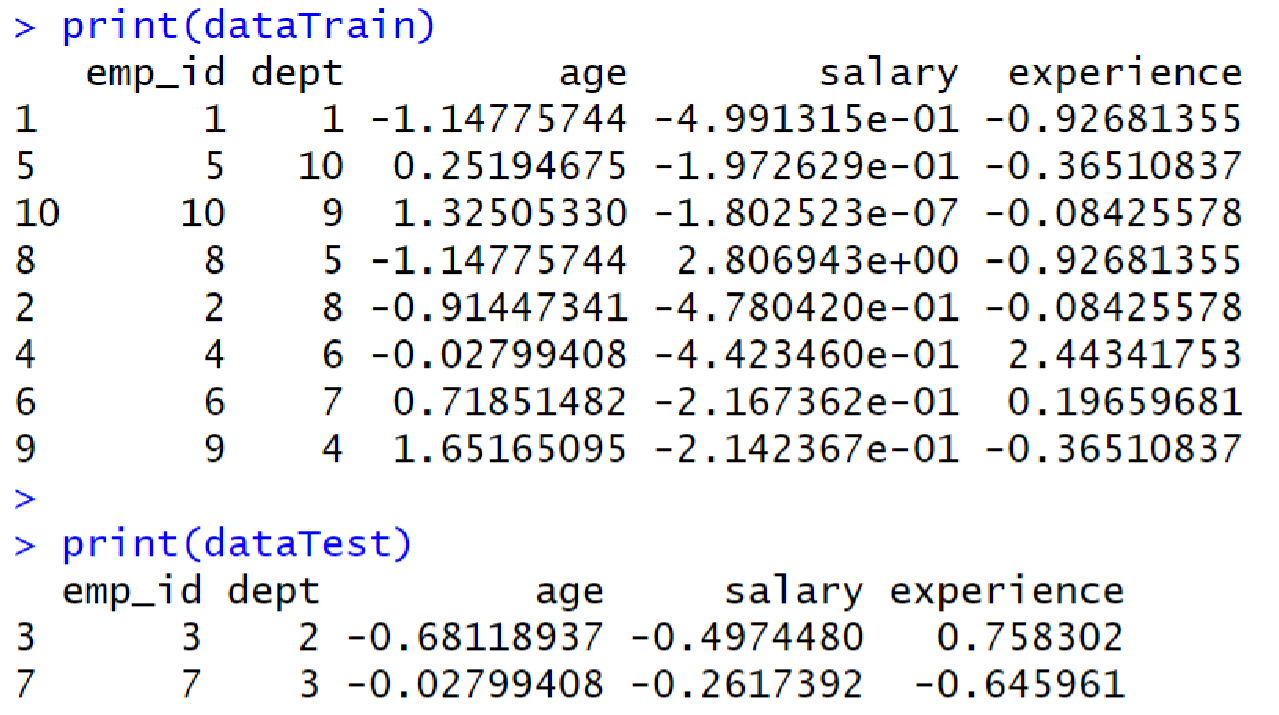 > print(dataTrain)
emp_id dept age salary experience
1 1 1 -1.14775744 -4.991315e-01 -0.92681355
5 5 10 0.25194675 -1.972629e-01 -0.36510837
10 10 9 1.32505330 -1.802523e-07 -0.08425578
8 8 5 -1.14775744 2.806943e+00 -0.92681355
2 2 8 -0.91447341 -4.780420e-01 -0.08425578
4 4 6 -0.02799408 -4.423460e-01 2.44341753
6 6 7 0.71851482 -2.167362e-01 0.19659681
9 9 4 1.65165095 -2.142367e-01 -0.36510837
>
> print(dataTest)
emp_id dept age salary experience
3 3 2 -0.68118937 -0.4974480 0.758302
7 7 3 -0.02799408 -0.2617392 -0.645961